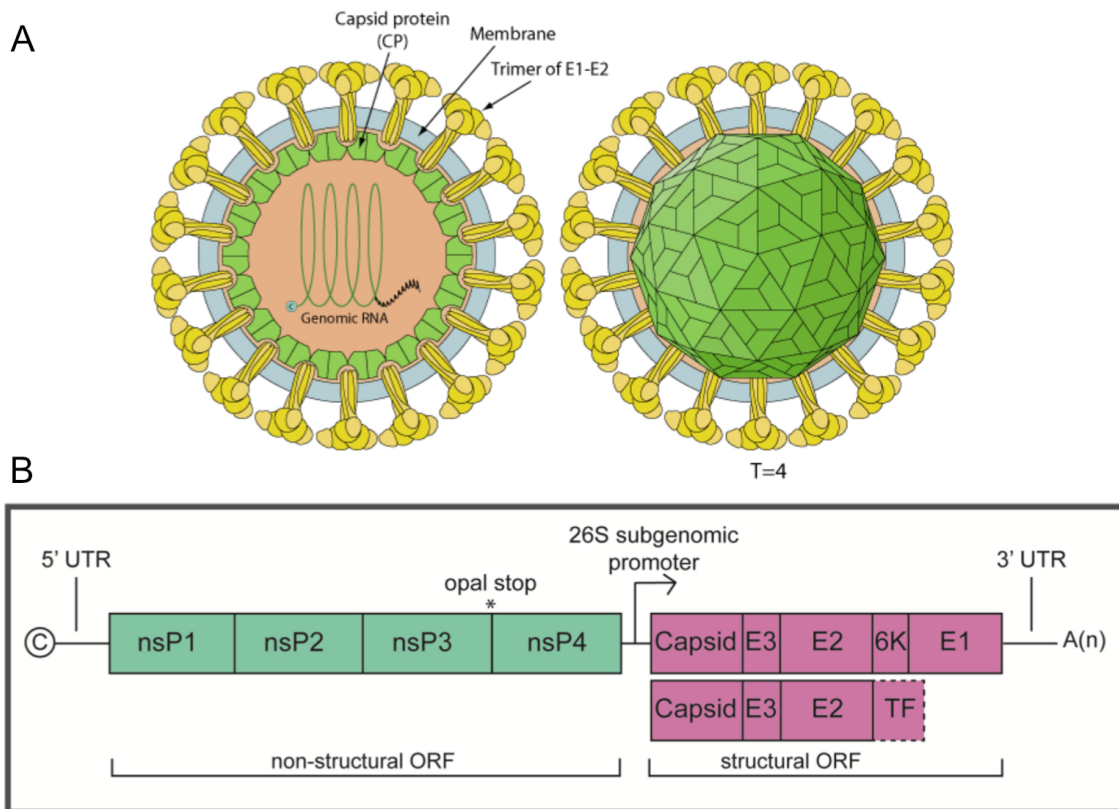 A
Capsid protein
(CP)
Membrane
Trimer of E1-E2
C
Genomic RNA
T=4
B
5’ UTR
opal stop
*
26S subgenomic
promoter
3’ UTR
C
nsP1 nsP2 nsP3 nsP4
Capsid E3 E2 6K E1
A(n)
Capsid E3 E2 TF
non-structural ORF
structural ORF